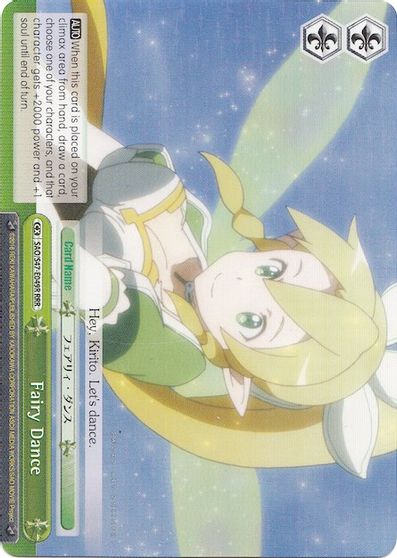 [AUTO] When this card is placed on your
climax area from hand, draw a card,
choose one of your characters, and that
character gets +2000 power and +1
soul until end of turn.
Hey, Kirito. Let's dance.
Card Name
フェアリィ・ダンス
SAO/S47-E049R RRR
Fairy Dance